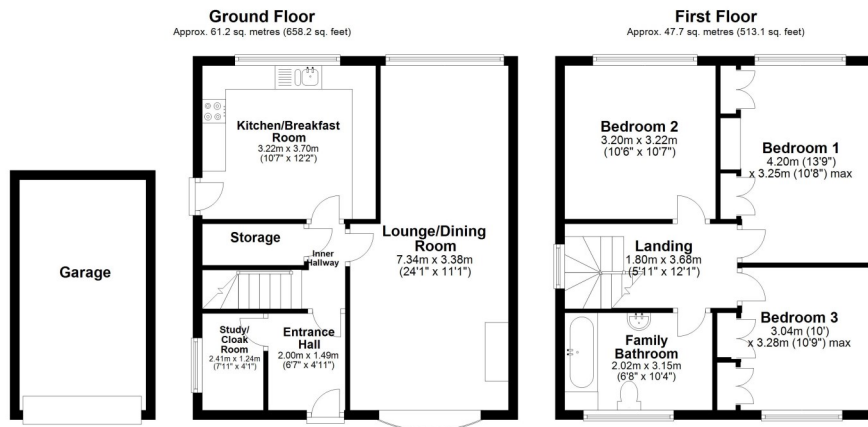 Ground Floor
Approx. 61.2 sq. metres (658.2 sq. feet)
Kitchen/Breakfast
Room
3.22m x 3.70m
(10'7" x 12'2")
Storage
Inner
Hallway
Lounge/Dining
Room
7.34m x 3.38m
(24'1" x 11'1")
Garage
Study/
Cloak
Room
2.41m x 1.24m
(7'11" x 4'1")
Entrance
Hall
2.00m x 1.49m
(6'7" x 4'11")
First Floor
Approx. 47.7 sq. metres (513.1 sq. feet)
Bedroom 2
3.20m x 3.22m
(10'6" x 10'7")
Bedroom 1
4.20m (13'9")
x 3.25m (10'8") max
Landing
1.80m x 3.68m
(5'11" x 12'1")
Family
Bathroom
2.02m x 3.15m
(6'8" x 10'4")
Bedroom 3
3.04m (10')
x 3.28m (10'9") max